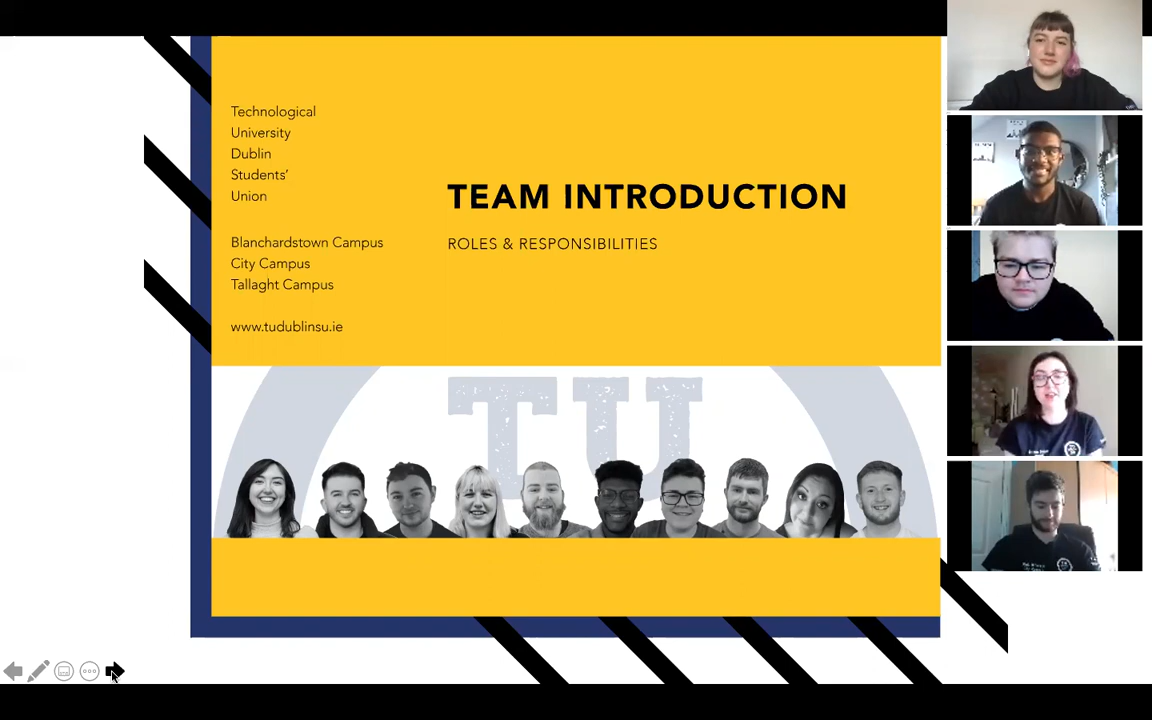 Technological
University
Dublin
Students'
Union
Blanchardstown Campus
City Campus
Tallaght Campus
www.tudublinsu.ie
TEAM INTRODUCTION
ROLES & RESPONSIBILITIES
TU